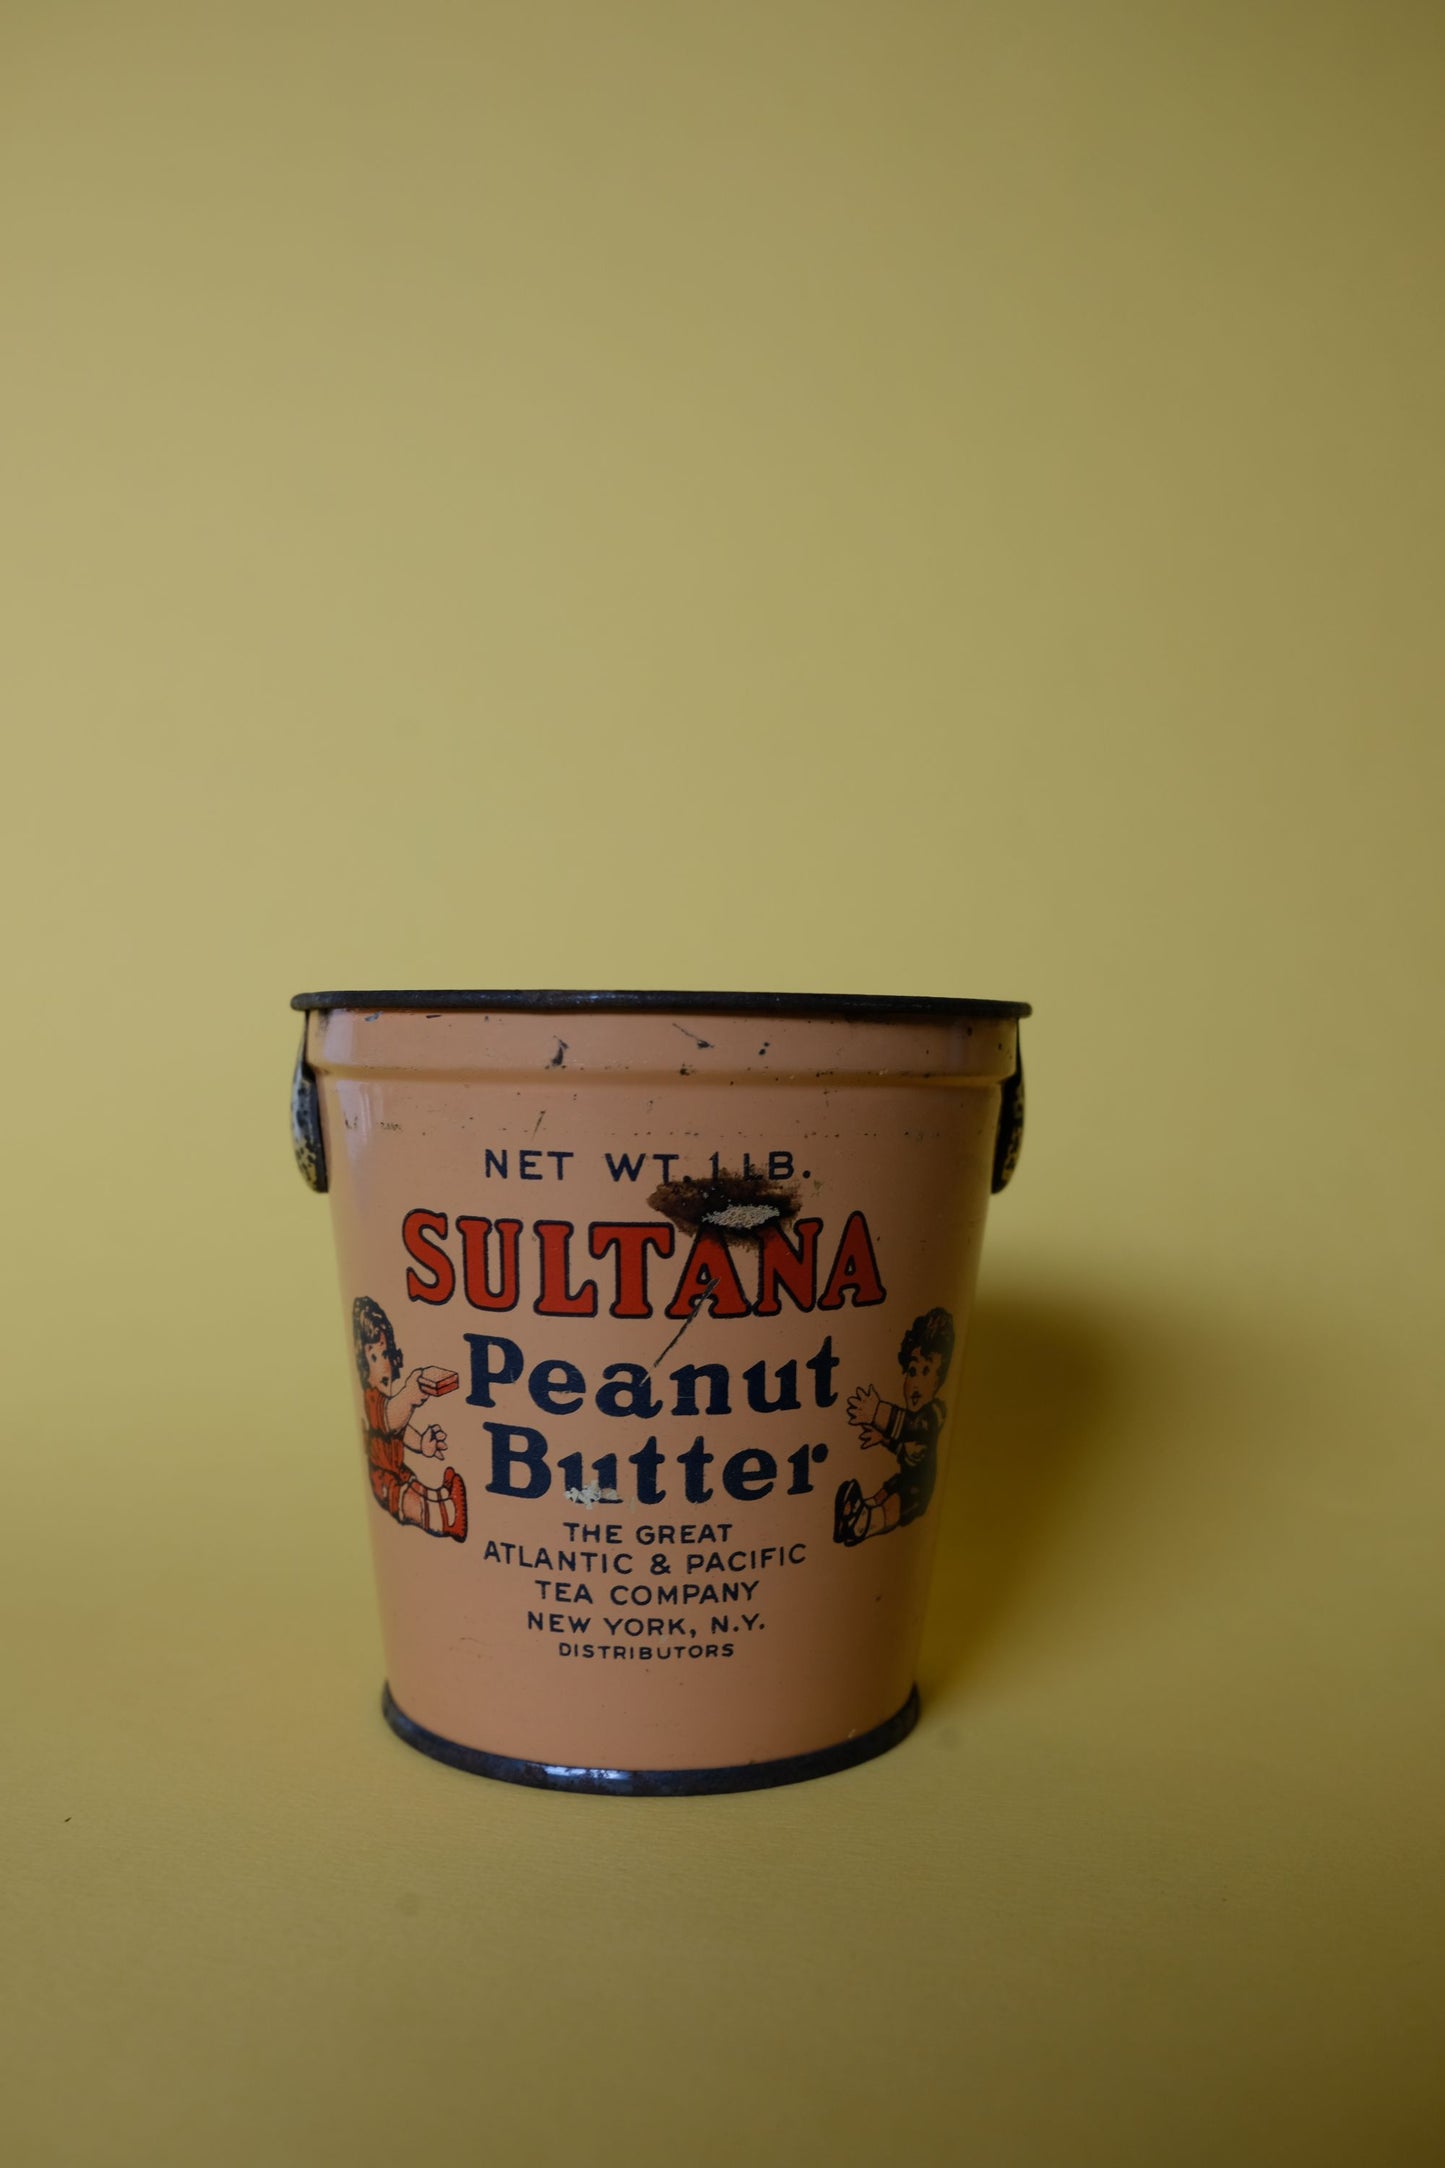 NET WT. 1 LB.
SULTANA
Peanut
Butter
THE GREAT
ATLANTIC & PACIFIC
TEA COMPANY
NEW YORK, N.Y.
DISTRIBUTORS